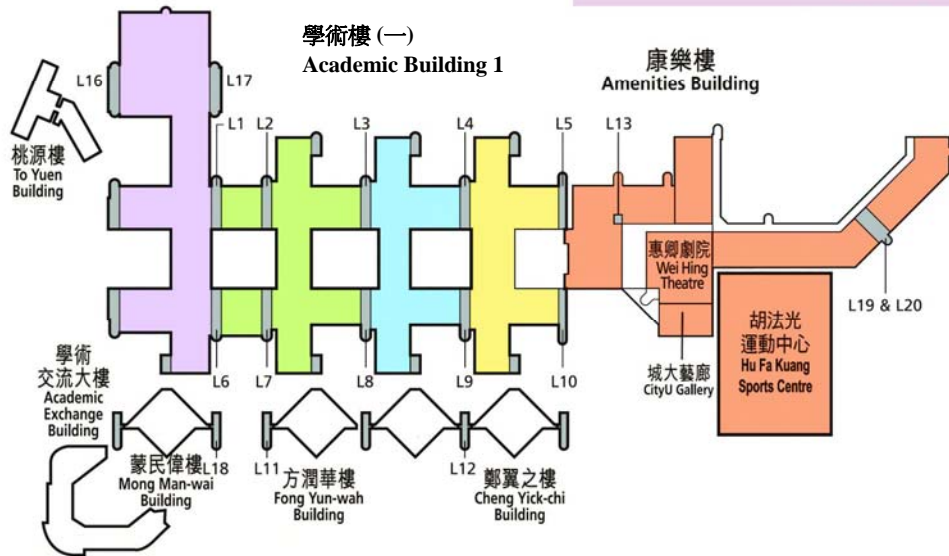 學術樓 (一)
Academic Building 1
康樂樓
Amenities Building
L16
L17
桃源樓
To Yuen
Building
L1
L2
L3
L4
L5
L13
惠卿劇院
Wei Hing
Theatre
L19 & L20
胡法光
運動中心
Hu Fa Kuang
Sports Centre
城大藝廊
CityU Gallery
學術
交流大樓
Academic
Exchange
Building
L6
L7
L8
L9
L10
蒙民偉樓
Mong Man-wai
Building
L18
L11
方潤華樓
Fong Yun-wah
Building
L12
鄭翼之樓
Cheng Yick-chi
Building